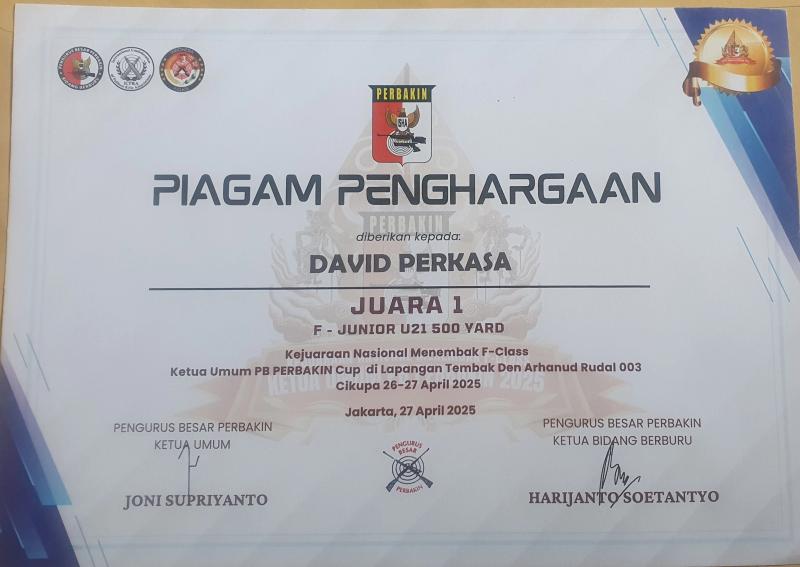 PERBAKIN
PIAGAM PENGHARGAAN
diberikan kepada:
DAVID PERKASA
JUARA 1
F - JUNIOR U21 500 YARD
Kejuaraan Nasional Menembak F-Class
Ketua Umum PB PERBAKIN Cup di Lapangan Tembak Den Arhanud Rudal 003
Cikupa 26-27 April 2025
Jakarta, 27 April 2025
PENGURUS BESAR PERBAKIN
KETUA UMUM
JONI SUPRIYANTO
PENGURUS BESAR
PERBAKIN
PENGURUS BESAR PERBAKIN
KETUA BIDANG BERBURU
HARIJANTO SOETANTYO